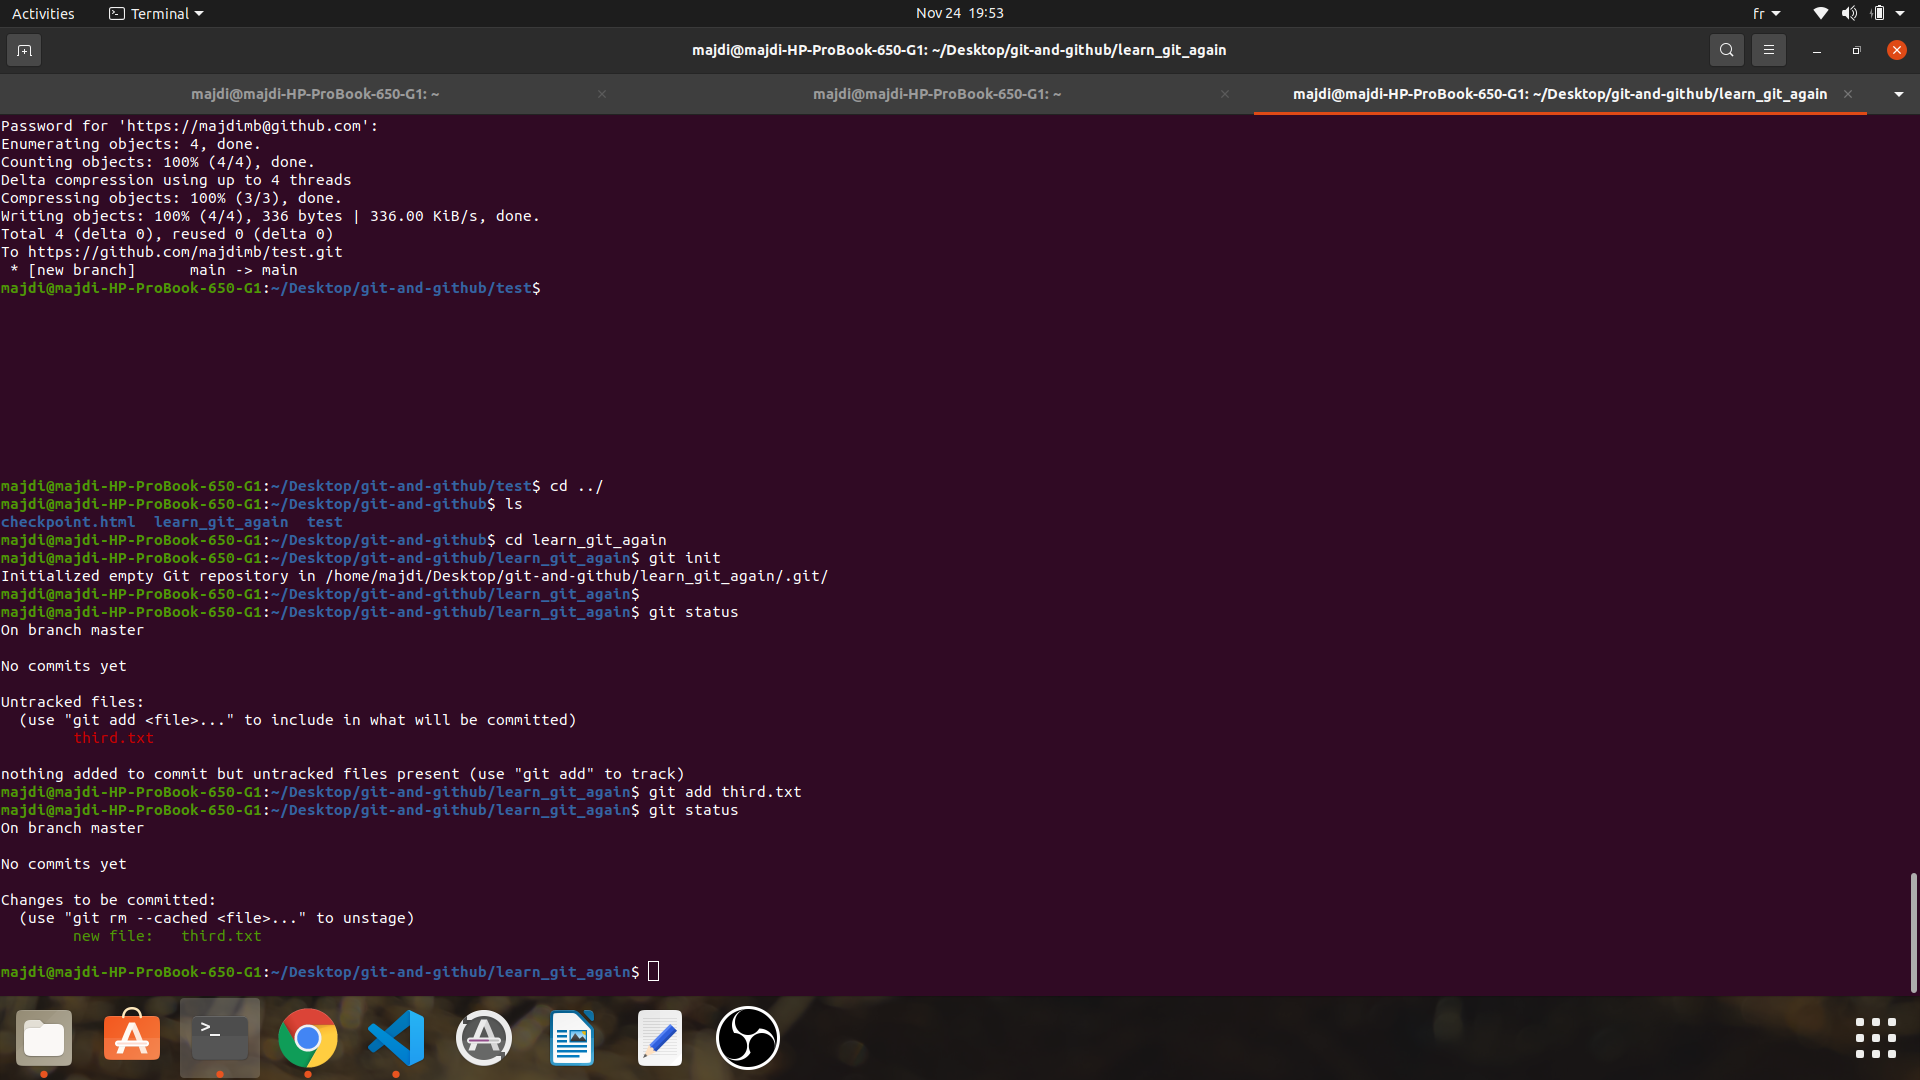 Activities Terminal Nov 24 19:53 fr
majdi@majdi-HP-ProBook-650-G1: ~/Desktop/git-and-github/learn_git_again
majdi@majdi-HP-ProBook-650-G1: ~ majdi@majdi-HP-ProBook-650-G1: ~ majdi@majdi-HP-ProBook-650-G1: ~/Desktop/git-and-github/learn_git_again
Password for 'https://majdimb@github.com':
Enumerating objects: 4, done.
Counting objects: 100% (4/4), done.
Delta compression using up to 4 threads
Compressing objects: 100% (3/3), done.
Writing objects: 100% (4/4), 336 bytes | 336.00 KiB/s, done.
Total 4 (delta 0), reused 0 (delta 0)
To https://github.com/majdimb/test.git
 * [new branch]      main -> main
majdi@majdi-HP-ProBook-650-G1:~/Desktop/git-and-github/test$
majdi@majdi-HP-ProBook-650-G1:~/Desktop/git-and-github/test$ cd ../
majdi@majdi-HP-ProBook-650-G1:~/Desktop/git-and-github$ ls
checkpoint.html  learn_git_again  test
majdi@majdi-HP-ProBook-650-G1:~/Desktop/git-and-github$ cd learn_git_again
majdi@majdi-HP-ProBook-650-G1:~/Desktop/git-and-github/learn_git_again$ git init
Initialized empty Git repository in /home/majdi/Desktop/git-and-github/learn_git_again/.git/
majdi@majdi-HP-ProBook-650-G1:~/Desktop/git-and-github/learn_git_again$
majdi@majdi-HP-ProBook-650-G1:~/Desktop/git-and-github/learn_git_again$ git status
On branch master
No commits yet
Untracked files:
  (use "git add <file>..." to include in what will be committed)
        third.txt
nothing added to commit but untracked files present (use "git add" to track)
majdi@majdi-HP-ProBook-650-G1:~/Desktop/git-and-github/learn_git_again$ git add third.txt
majdi@majdi-HP-ProBook-650-G1:~/Desktop/git-and-github/learn_git_again$ git status
On branch master
No commits yet
Changes to be committed:
  (use "git rm --cached <file>..." to unstage)
        new file:   third.txt
majdi@majdi-HP-ProBook-650-G1:~/Desktop/git-and-github/learn_git_again$